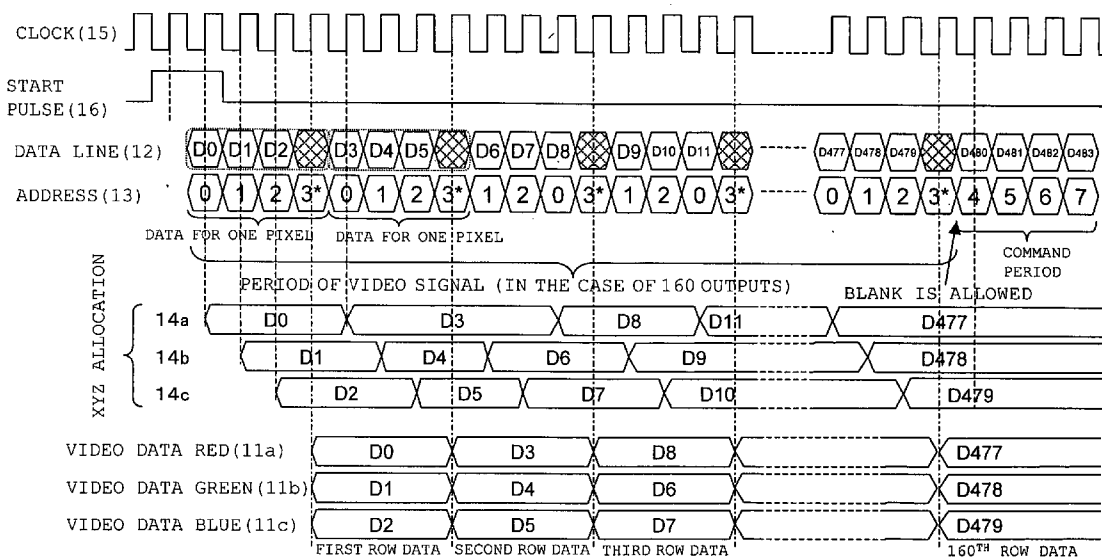 CLOCK(15)
START
PULSE(16)
DATA LINE(12) D0 D1 D2 D3 D4 D5 D6 D7 D8 D9 D10 D11 D477 D478 D479 D480 D481 D482 D483
ADDRESS(13) 0 1 2 3* 0 1 2 3* 1 2 0 3* 1 2 0 3* 0 1 2 3* 4 5 6 7
DATA FOR ONE PIXEL DATA FOR ONE PIXEL
COMMAND
PERIOD
PERIOD OF VIDEO SIGNAL (IN THE CASE OF 160 OUTPUTS)
BLANK IS ALLOWED
XYZ ALLOCATION
14a D0 D3 D8 D11 D477
14b D1 D4 D6 D9 D478
14c D2 D5 D7 D10 D479
VIDEO DATA RED(11a) D0 D3 D8 D477
VIDEO DATA GREEN(11b) D1 D4 D6 D478
VIDEO DATA BLUE(11c) D2 D5 D7 D479
FIRST ROW DATA SECOND ROW DATA THIRD ROW DATA 160TH ROW DATA